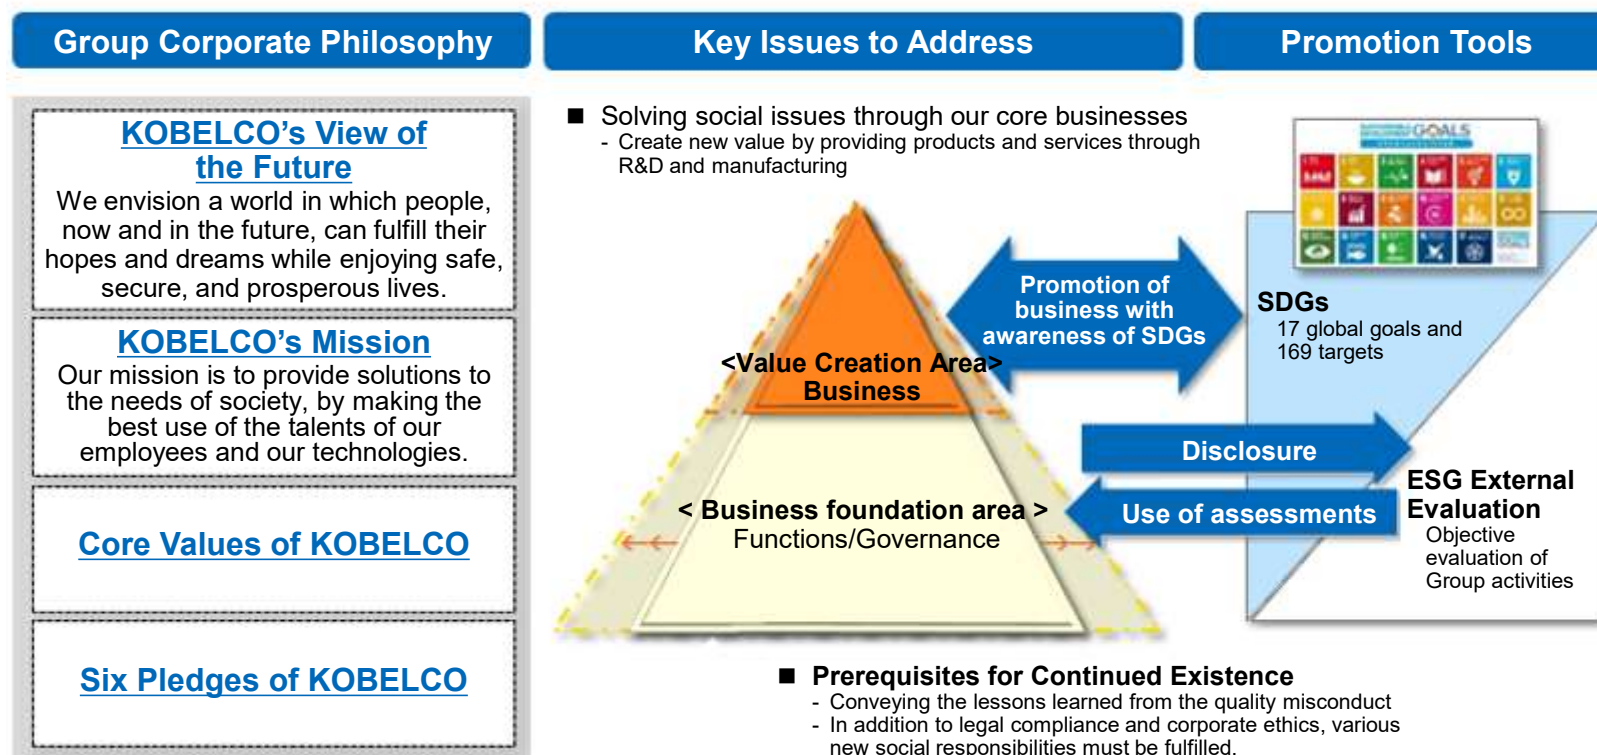 Group Corporate Philosophy
Key Issues to Address
Promotion Tools
KOBELCO's View of
the Future
We envision a world in which people,
now and in the future, can fulfill their
hopes and dreams while enjoying safe,
secure, and prosperous lives.
KOBELCO's Mission
Our mission is to provide solutions to
the needs of society, by making the
best use of the talents of our
employees and our technologies.
Core Values of KOBELCO
Six Pledges of KOBELCO
■ Solving social issues through our core businesses
- Create new value by providing products and services through
R&D and manufacturing
<Value Creation Area>
Business
< Business foundation area >
Functions/Governance
Promotion of
business with
awareness of SDGs
Disclosure
Use of assessments
GOALS
SDGs
17 global goals and
169 targets
ESG External
Evaluation
Objective
evaluation of
Group activities
■ Prerequisites for Continued Existence
- Conveying the lessons learned from the quality misconduct
- In addition to legal compliance and corporate ethics, various
new social responsibilities must be fulfilled.